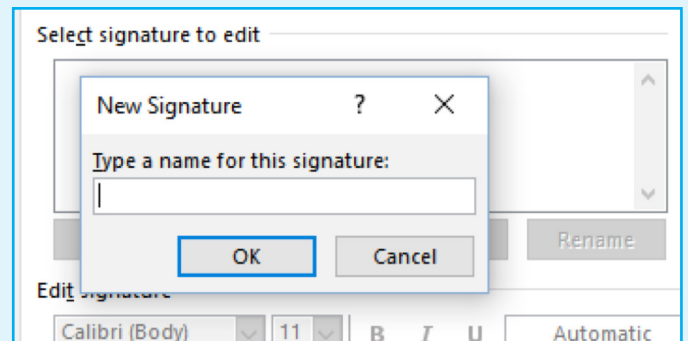 Select signature to edit
New Signature ? ×
Type a name for this signature:
OK Cancel
Rename
Edit signature
Calibri (Body) 11 B I U Automatic